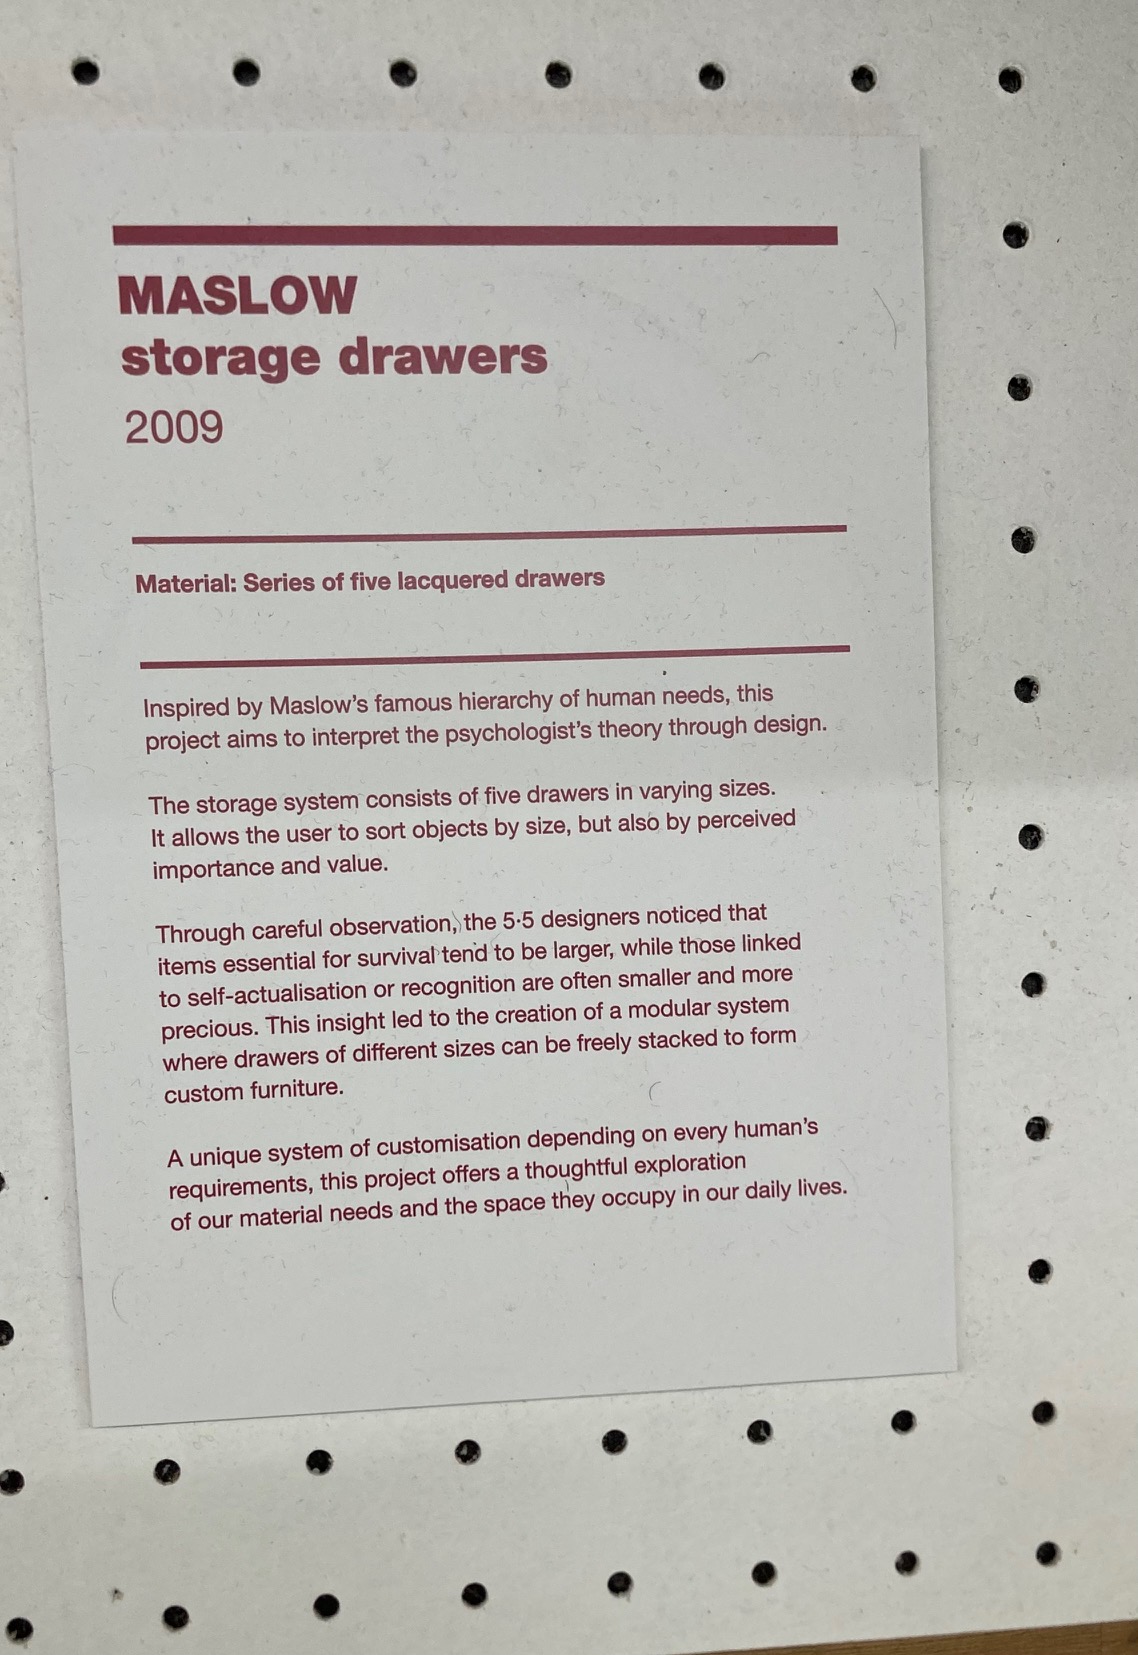 MASLOW
storage drawers
2009
Material: Series of five lacquered drawers
Inspired by Maslow's famous hierarchy of human needs, this
project aims to interpret the psychologist's theory through design.
The storage system consists of five drawers in varying sizes.
It allows the user to sort objects by size, but also by perceived
importance and value.
Through careful observation, the 5·5 designers noticed that
items essential for survival tend to be larger, while those linked
to self-actualisation or recognition are often smaller and more
precious. This insight led to the creation of a modular system
where drawers of different sizes can be freely stacked to form
custom furniture.
A unique system of customisation depending on every human's
requirements, this project offers a thoughtful exploration
of our material needs and the space they occupy in our daily lives.